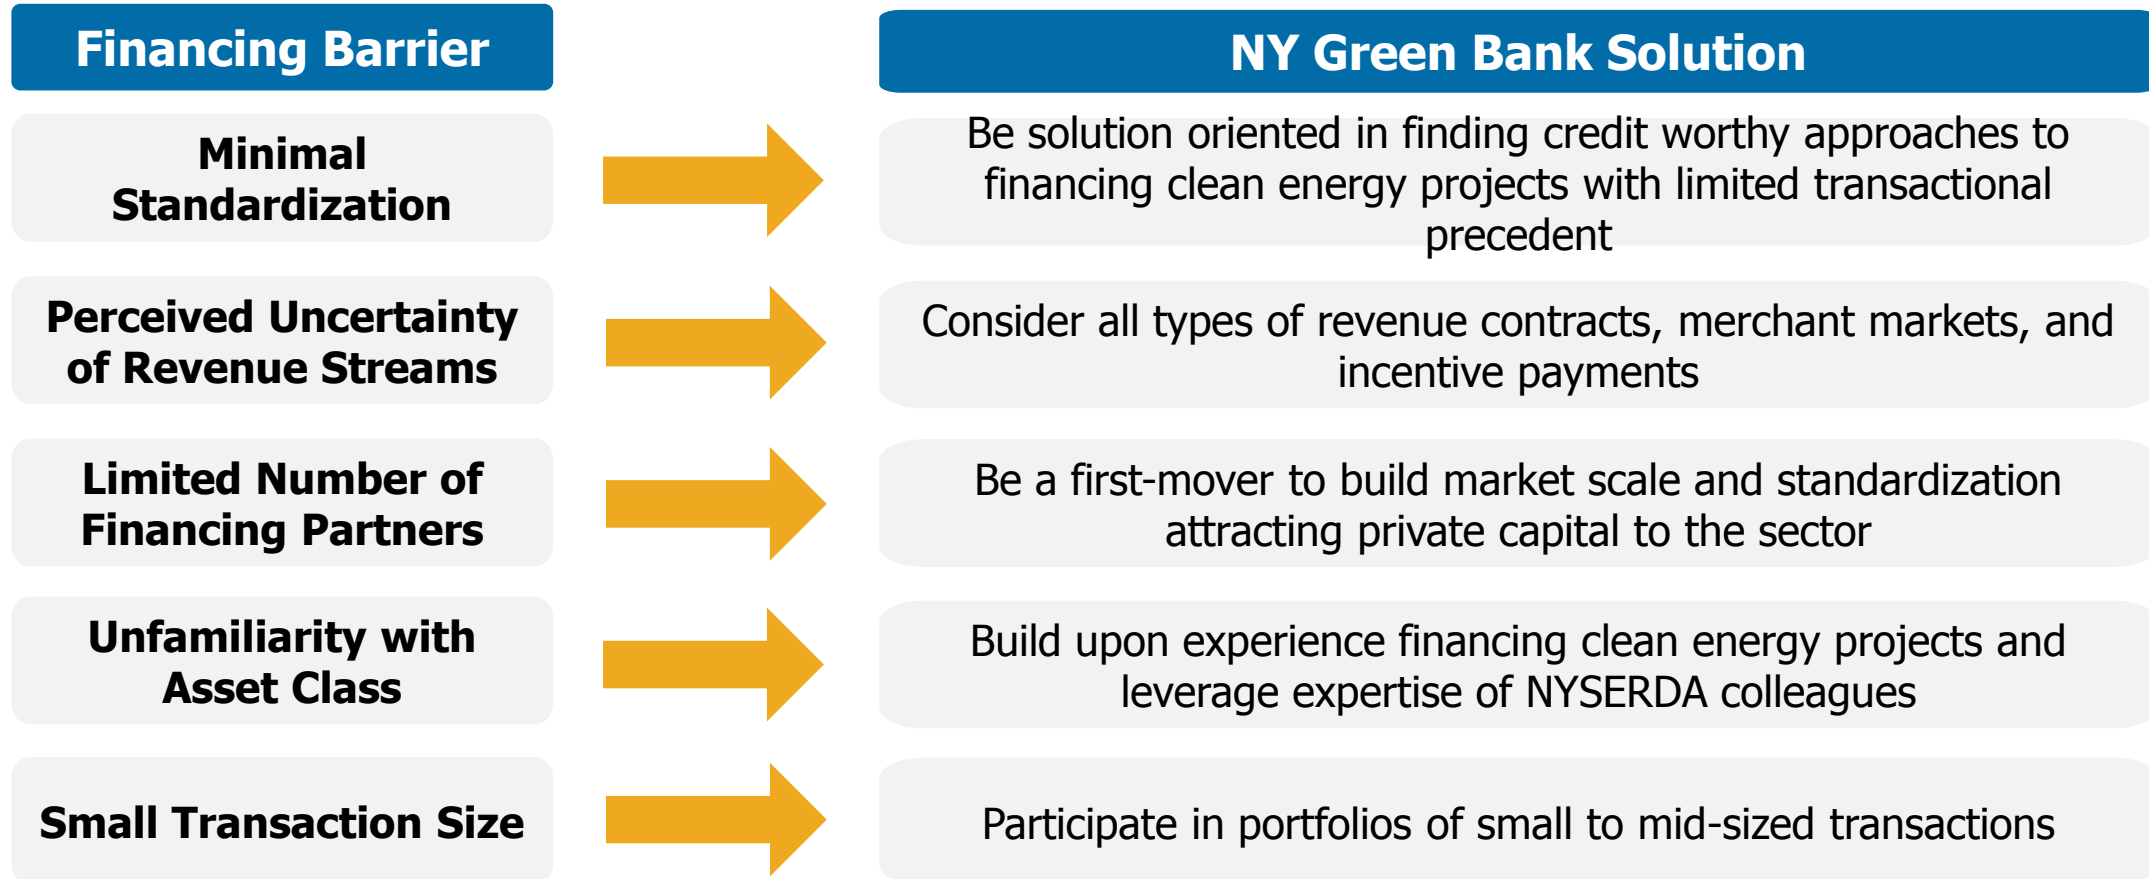 Financing Barrier
NY Green Bank Solution
Minimal
Standardization
Be solution oriented in finding credit worthy approaches to
financing clean energy projects with limited transactional
precedent
Perceived Uncertainty
of Revenue Streams
Consider all types of revenue contracts, merchant markets, and
incentive payments
Limited Number of
Financing Partners
Be a first-mover to build market scale and standardization
attracting private capital to the sector
Unfamiliarity with
Asset Class
Build upon experience financing clean energy projects and
leverage expertise of NYSERDA colleagues
Small Transaction Size
Participate in portfolios of small to mid-sized transactions